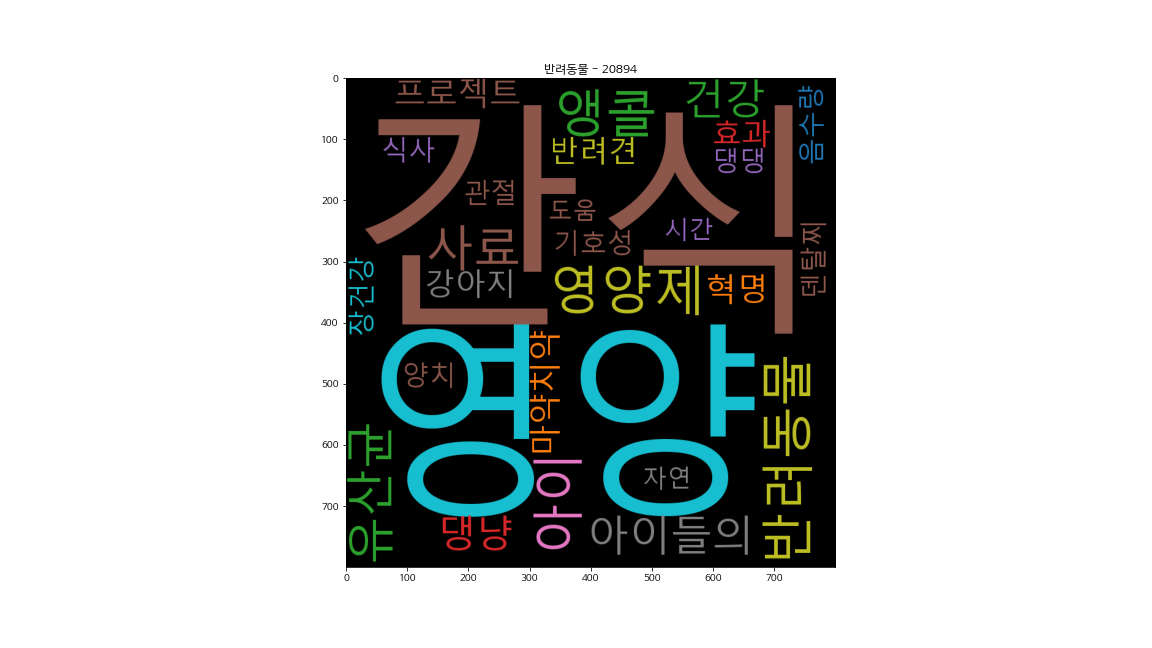 반려동물 - 20894
프로젝트
앵콜
건강
음수량
식사
반려견
효과
댕댕
간식
관절
도움
시간
사료
기호성
덴탈찌
강아지
영양제
혁명
장건강
영양
양치
마약치약
반려동물
유산균
아이
자연
댕냥
아이들의
0
100
200
300
400
500
600
700
0
100
200
300
400
500
600
700